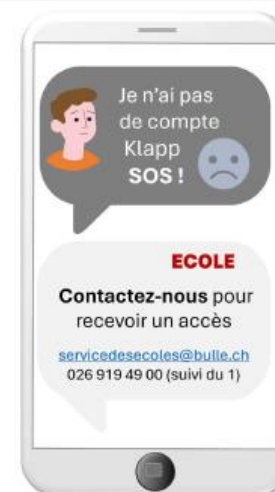 Je n'ai pas
de compte
Klapp
SOS !
ECOLE
Contactez-nous pour
recevoir un accès
servicedesecoles@bulle.ch
026 919 49 00 (suivi du 1)